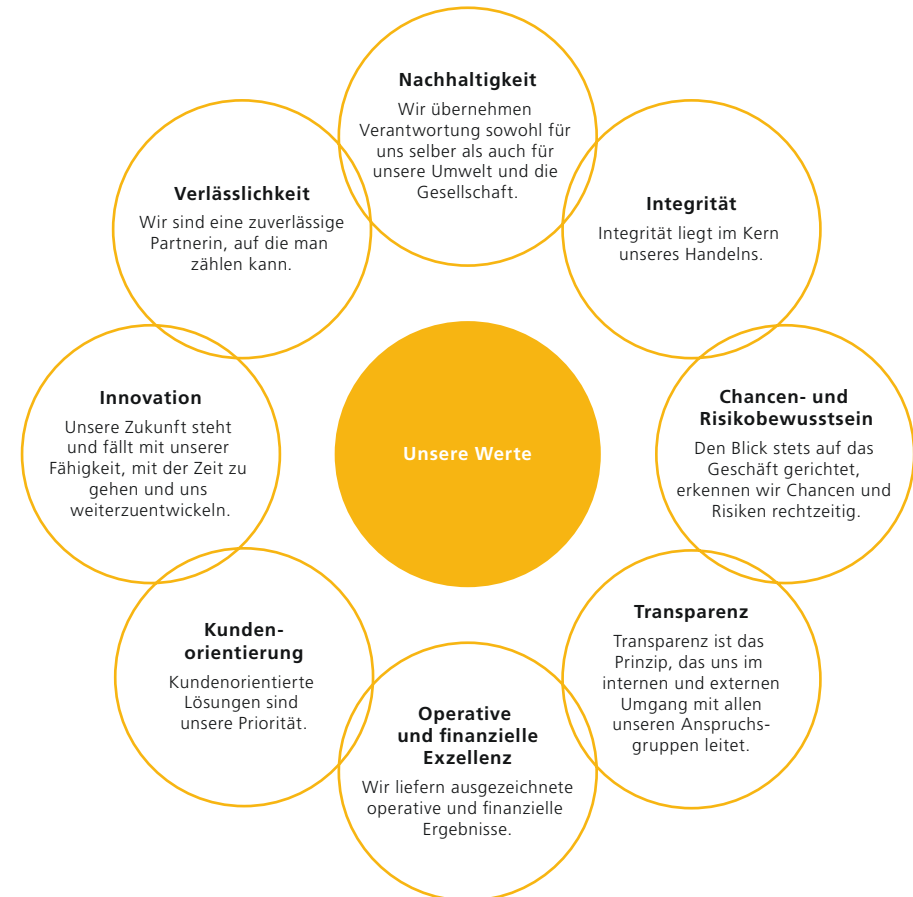 Nachhaltigkeit
Wir übernehmen
Verantwortung sowohl für
uns selber als auch für
unsere Umwelt und die
Gesellschaft.
Integrität
Integrität liegt im Kern
unseres Handelns.
Chancen- und
Risikobewusstsein
Den Blick stets auf das
Geschäft gerichtet,
erkennen wir Chancen und
Risiken rechtzeitig.
Transparenz
Transparenz ist das
Prinzip, das uns im
internen und externen
Umgang mit allen
unseren Anspruchs-
gruppen leitet.
Operative
und finanzielle
Exzellenz
Wir liefern ausgezeichnete
operative und finanzielle
Ergebnisse.
Kunden-
orientierung
Kundenorientierte
Lösungen sind
unsere Priorität.
Innovation
Unsere Zukunft steht
und fällt mit unserer
Fähigkeit, mit der Zeit zu
gehen und uns
weiterzuentwickeln.
Verlässlichkeit
Wir sind eine zuverlässige
Partnerin, auf die man
zählen kann.
Unsere Werte